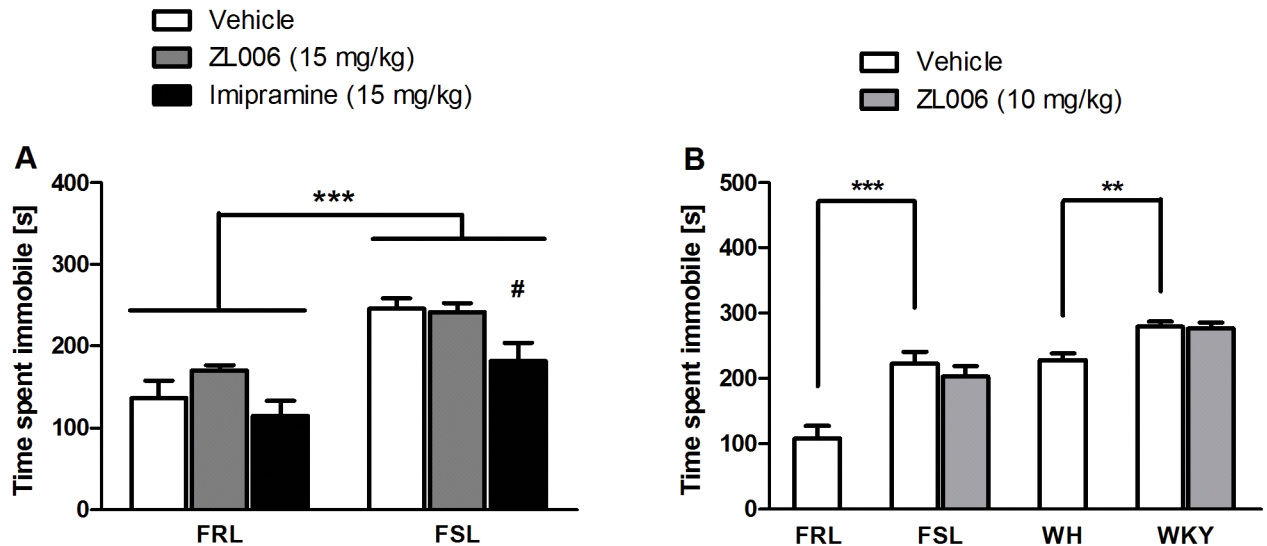 Vehicle
ZL006 (15 mg/kg)
Imipramine (15 mg/kg)
A
Time spent immobile [s]
400
300
200
100
0
***
#
FRL
FSL
Vehicle
ZL006 (10 mg/kg)
B
Time spent immobile [s]
500
400
300
200
100
0
***
**
FRL
FSL
WH
WKY